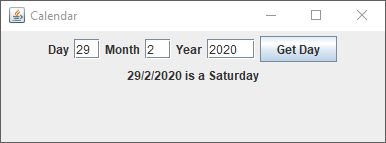 Calendar
Day 29 Month 2 Year 2020 Get Day
29/2/2020 is a Saturday